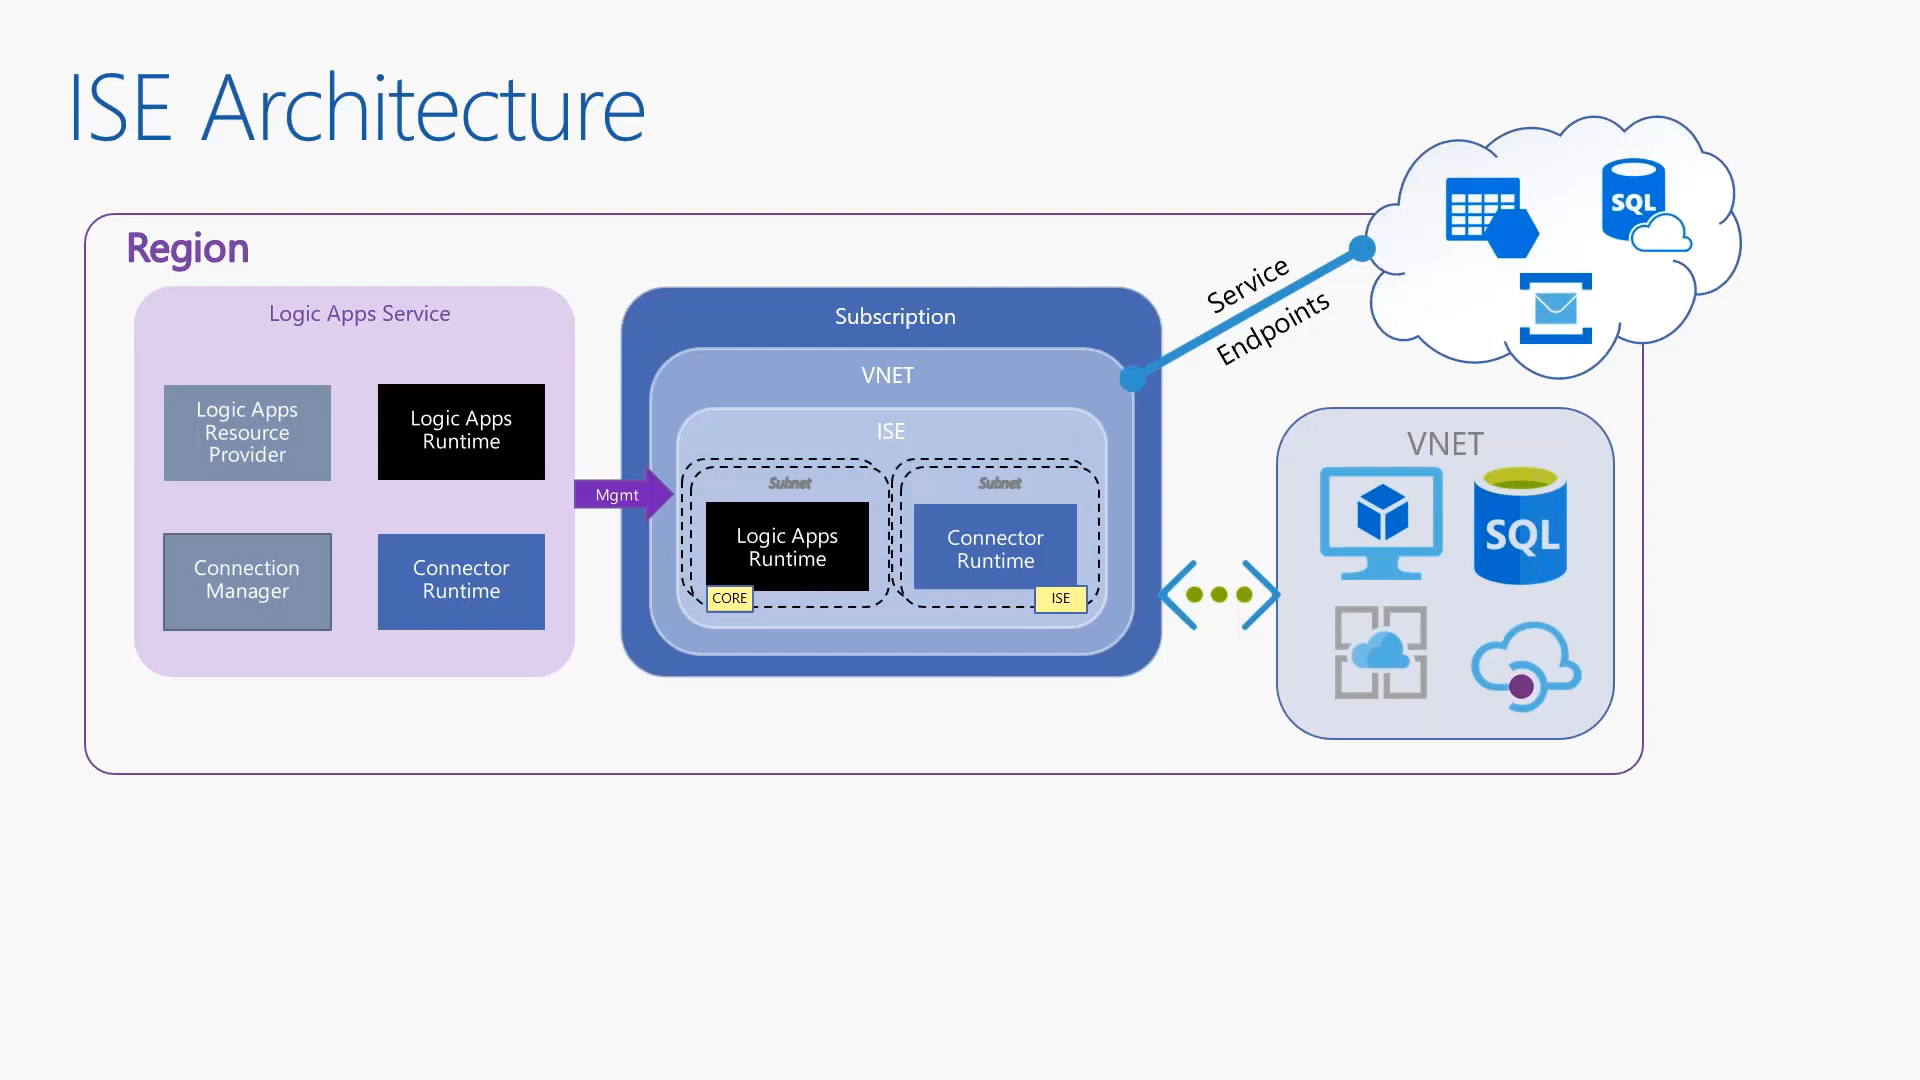 ISE Architecture
Region
Logic Apps Service
Logic Apps
Resource
Provider
Logic Apps
Runtime
Connection
Manager
Connector
Runtime
Mgmt
Subscription
VNET
ISE
Subnet
Logic Apps
Runtime
CORE
Subnet
Connector
Runtime
ISE
Service
Endpoints
SQL
VNET
SQL